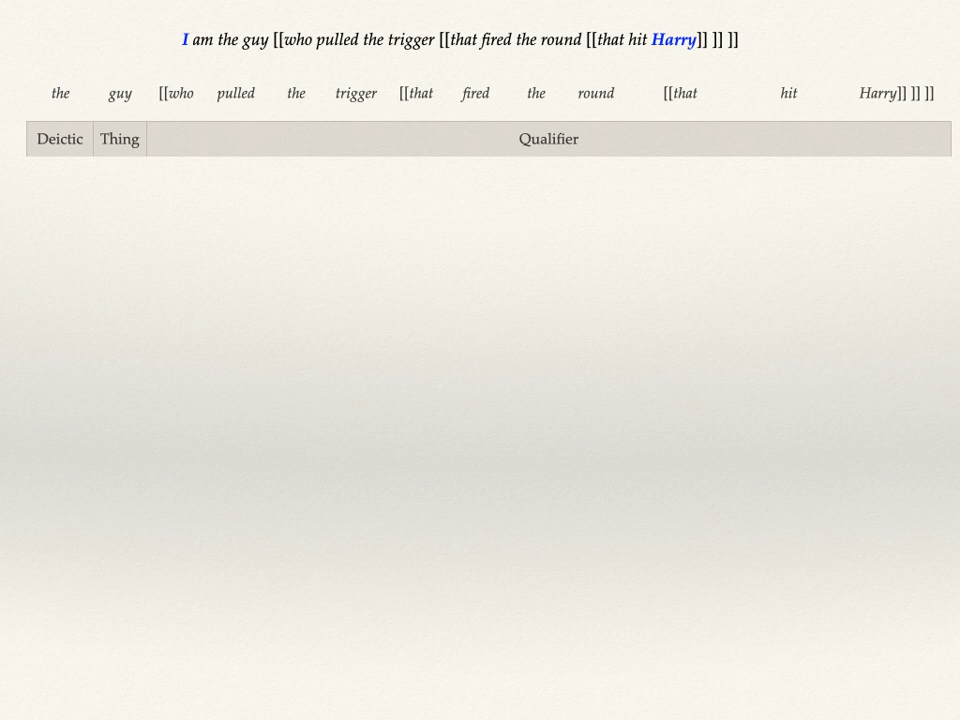 I am the guy [[who pulled the trigger [[that fired the round [[that hit Harry]] ]] ]]
the guy [[who pulled the trigger [[that fired the round [[that hit Harry]] ]] ]]
Deictic Thing Qualifier